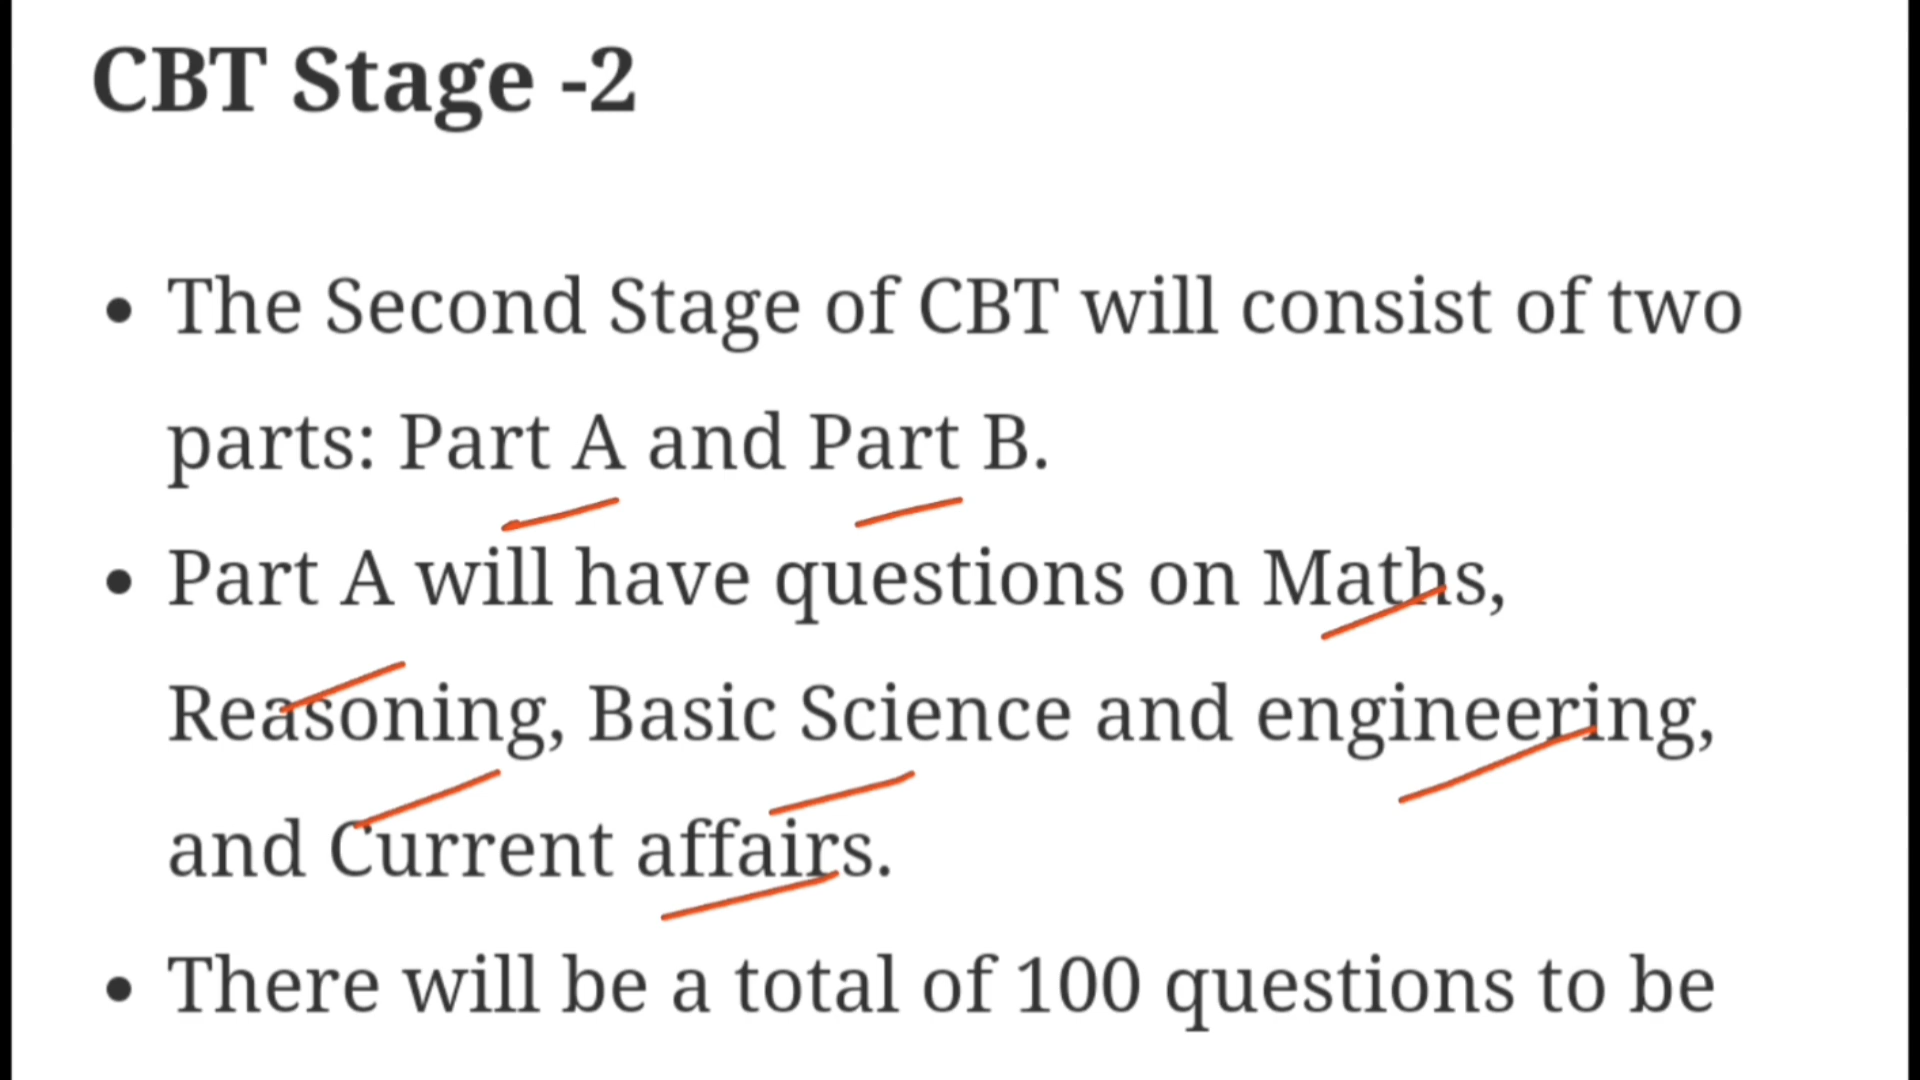 CBT Stage -2
• The Second Stage of CBT will consist of two
parts: Part A and Part B.
• Part A will have questions on Maths,
Reasoning, Basic Science and engineering,
and Current affairs.
• There will be a total of 100 questions to be